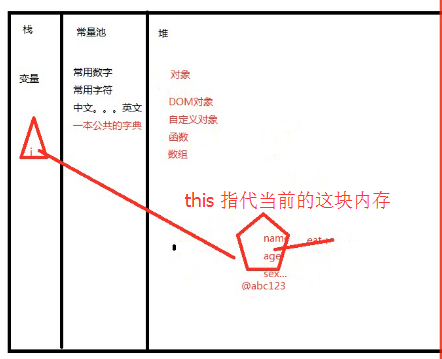 栈
变量
i
常量池
常用数字
常用字符
中文。。。英文
一本公共的字典
堆
对象
DOM对象
自定义对象
函数
数组
this 指代当前的这块内存
name
eat :
age
sex...
@abc123